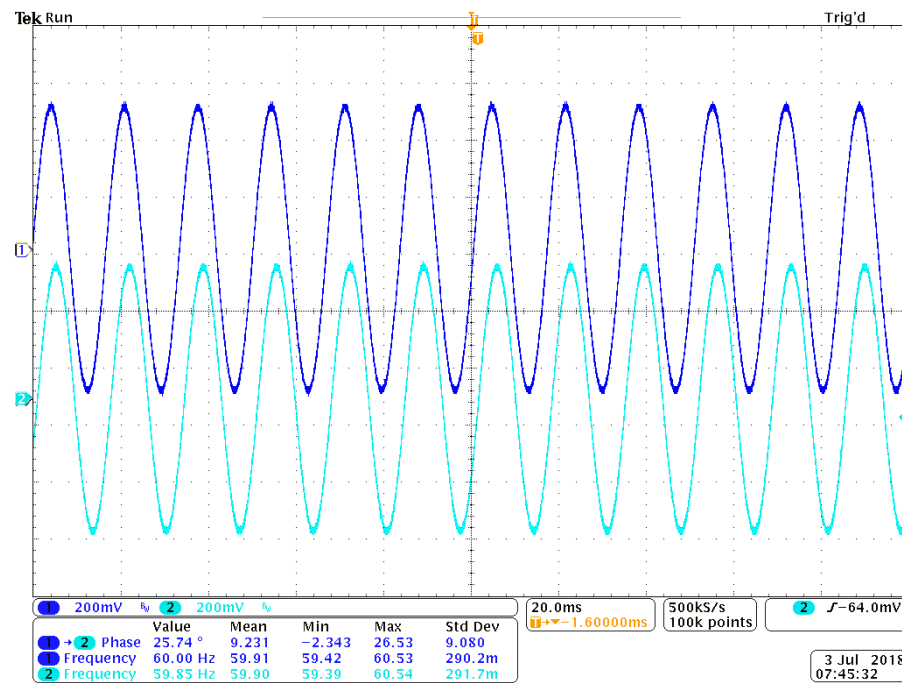 Tek Run Trig'd
T
T
1
2
1 200mV BW 2 200mV BW
20.0ms
T→▼−1.60000ms
500kS/s
100k points
2 −64.0mV
Value Mean Min Max Std Dev
1 → 2 Phase 25.74 ° 9.231 −2.343 26.53 9.080
1 Frequency 60.00 Hz 59.91 59.42 60.53 290.2m
2 Frequency 59.85 Hz 59.90 59.39 60.54 291.7m
3 Jul 2018
07:45:32